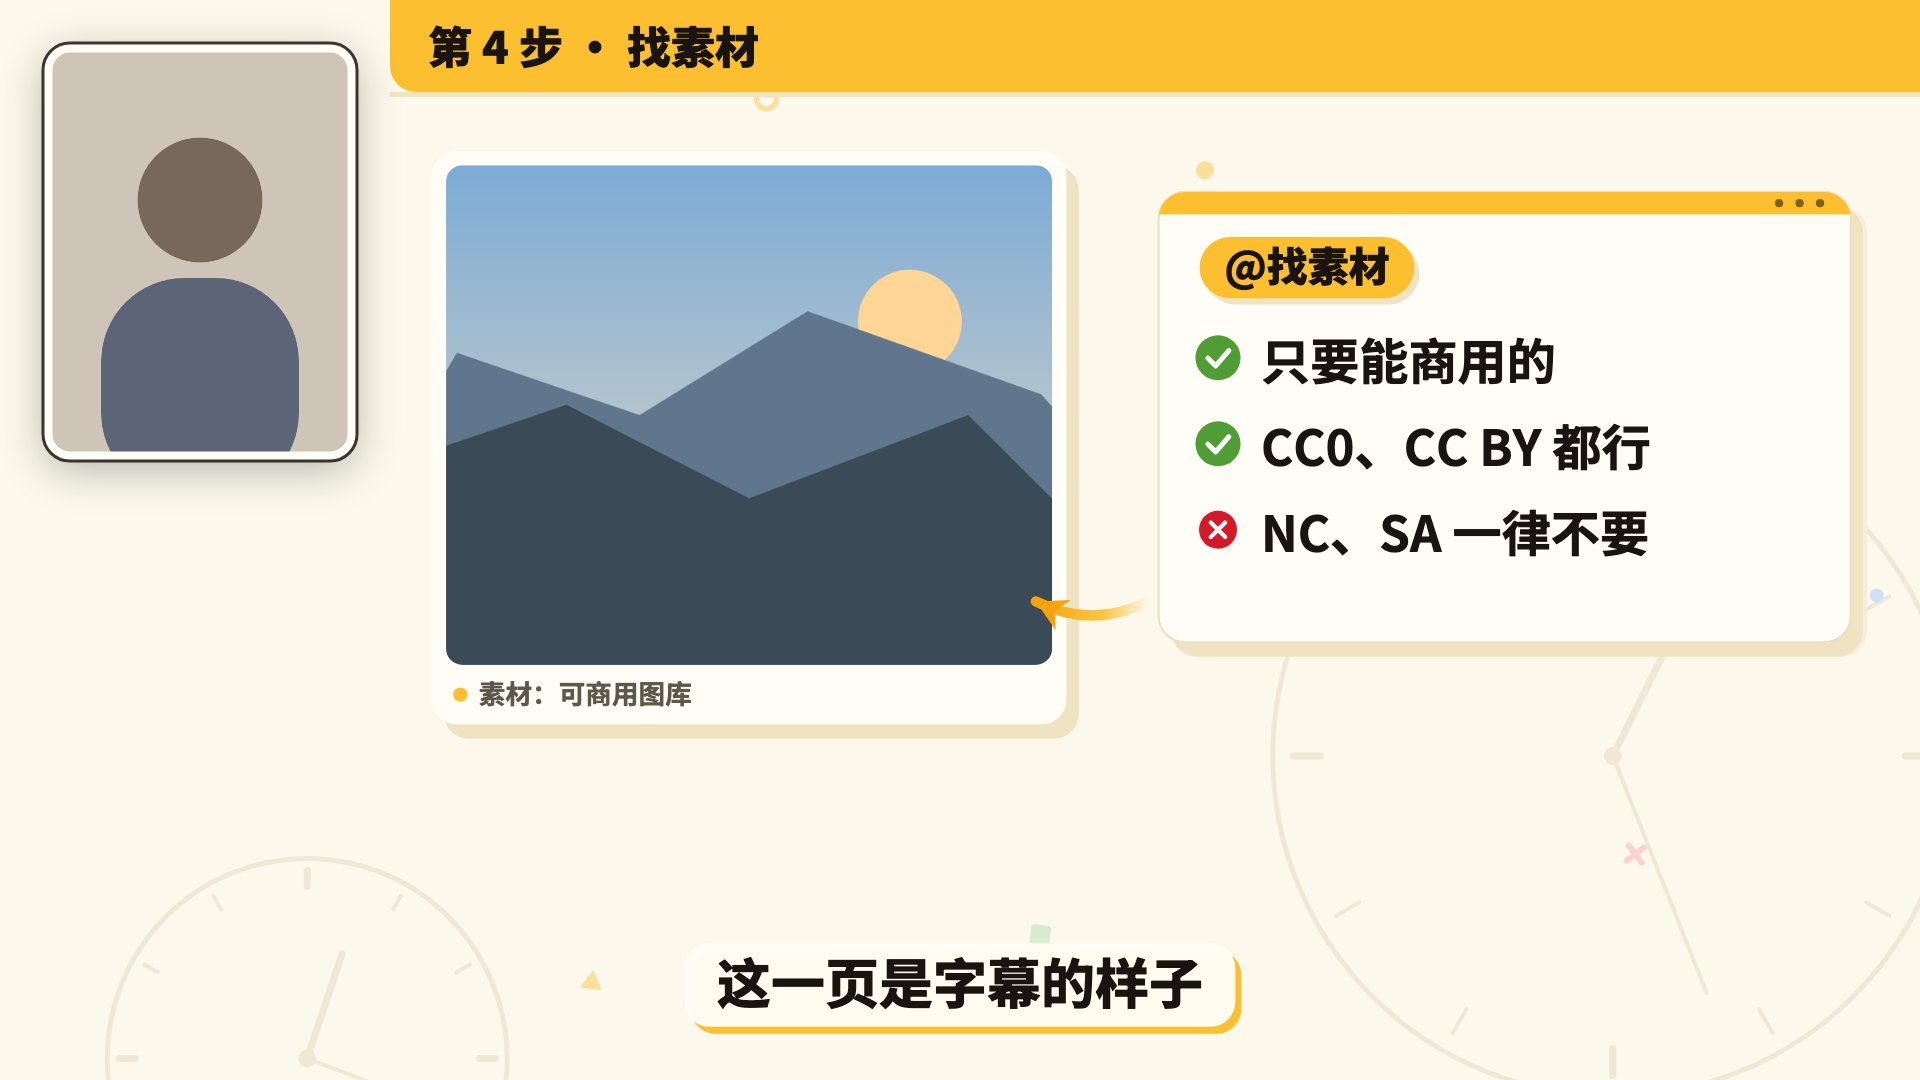 第 4 步 · 找素材
素材：可商用图库
@找素材
只要能商用的
CC0、CC BY 都行
NC、SA 一律不要
这一页是字幕的样子